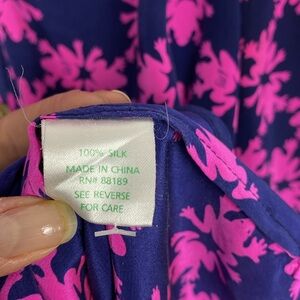 100% SILK
MADE IN CHINA
RN# 88189
SEE REVERSE
FOR CARE